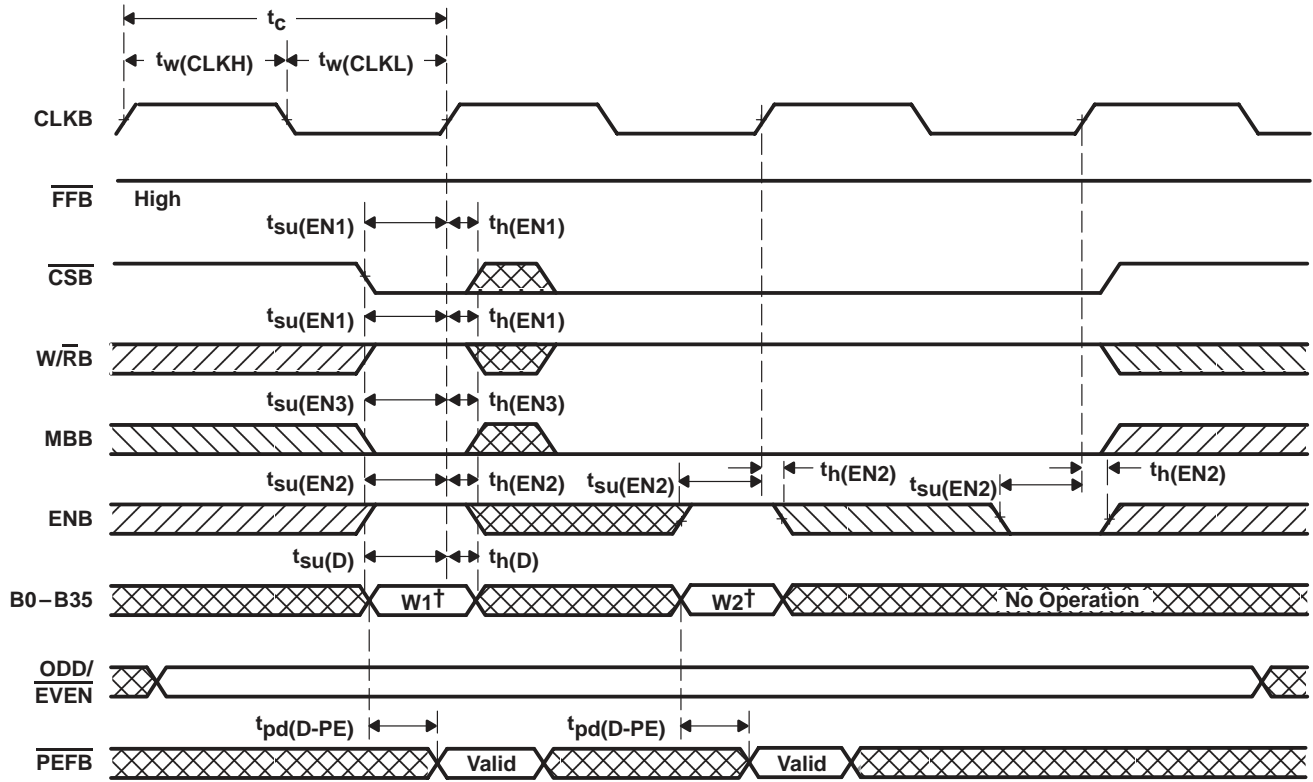 tc
tw(CLKH)
tw(CLKL)
CLKB
FFB
High
tsu(EN1)
th(EN1)
CSB
tsu(EN1)
th(EN1)
W/RB
tsu(EN3)
th(EN3)
MBB
tsu(EN2)
th(EN2)
tsu(EN2)
th(EN2)
tsu(EN2)
th(EN2)
ENB
tsu(D)
th(D)
B0–B35
W1†
W2†
No Operation
ODD/
EVEN
tpd(D-PE)
tpd(D-PE)
PEFB
Valid
Valid